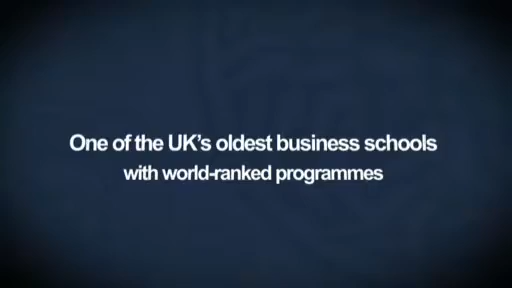 One of the UK's oldest business schools
with world-ranked programmes